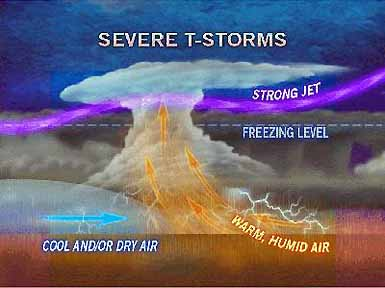 SEVERE T-STORMS
STRONG JET
FREEZING LEVEL
COOL AND/OR DRY AIR
WARM, HUMID AIR